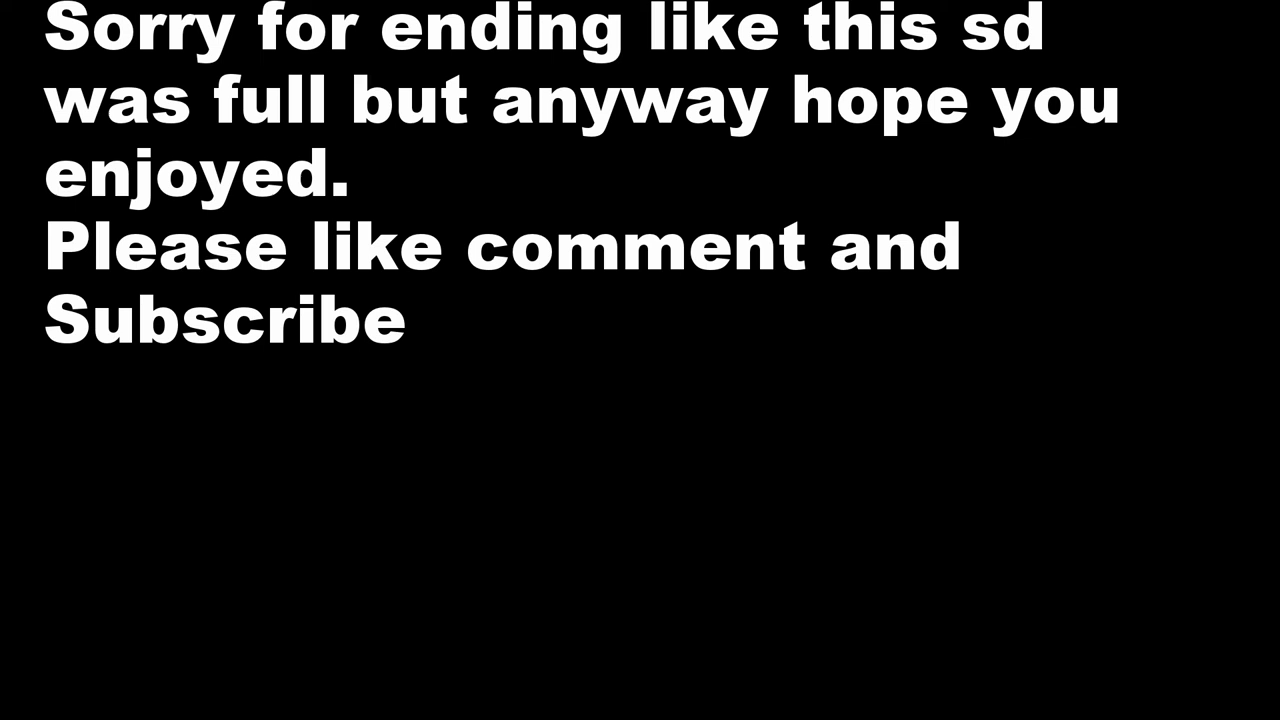 Sorry for ending like this sd
was full but anyway hope you
enjoyed.
Please like comment and
Subscribe